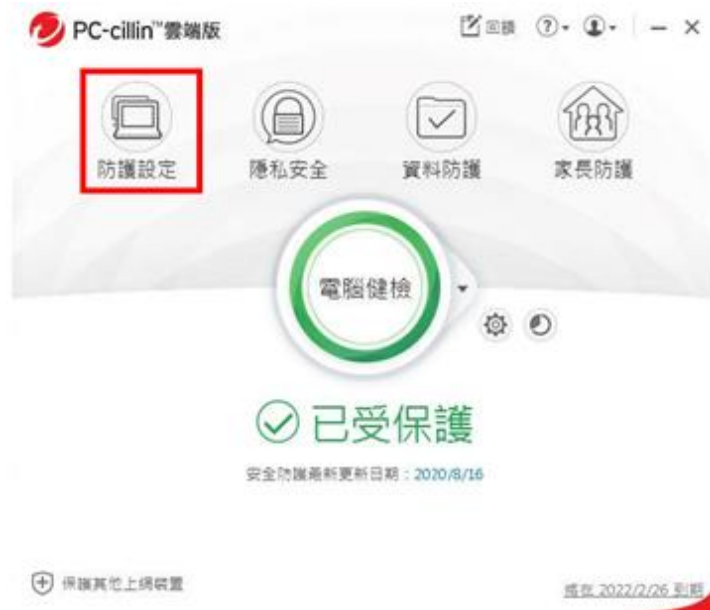 PC-cillin™雲端版
回饋
防護設定
隱私安全
資料防護
家長防護
電腦健檢
已受保護
安全防護最新更新日期：2020/8/16
保護其他上網裝置
將在 2022/2/26 到期